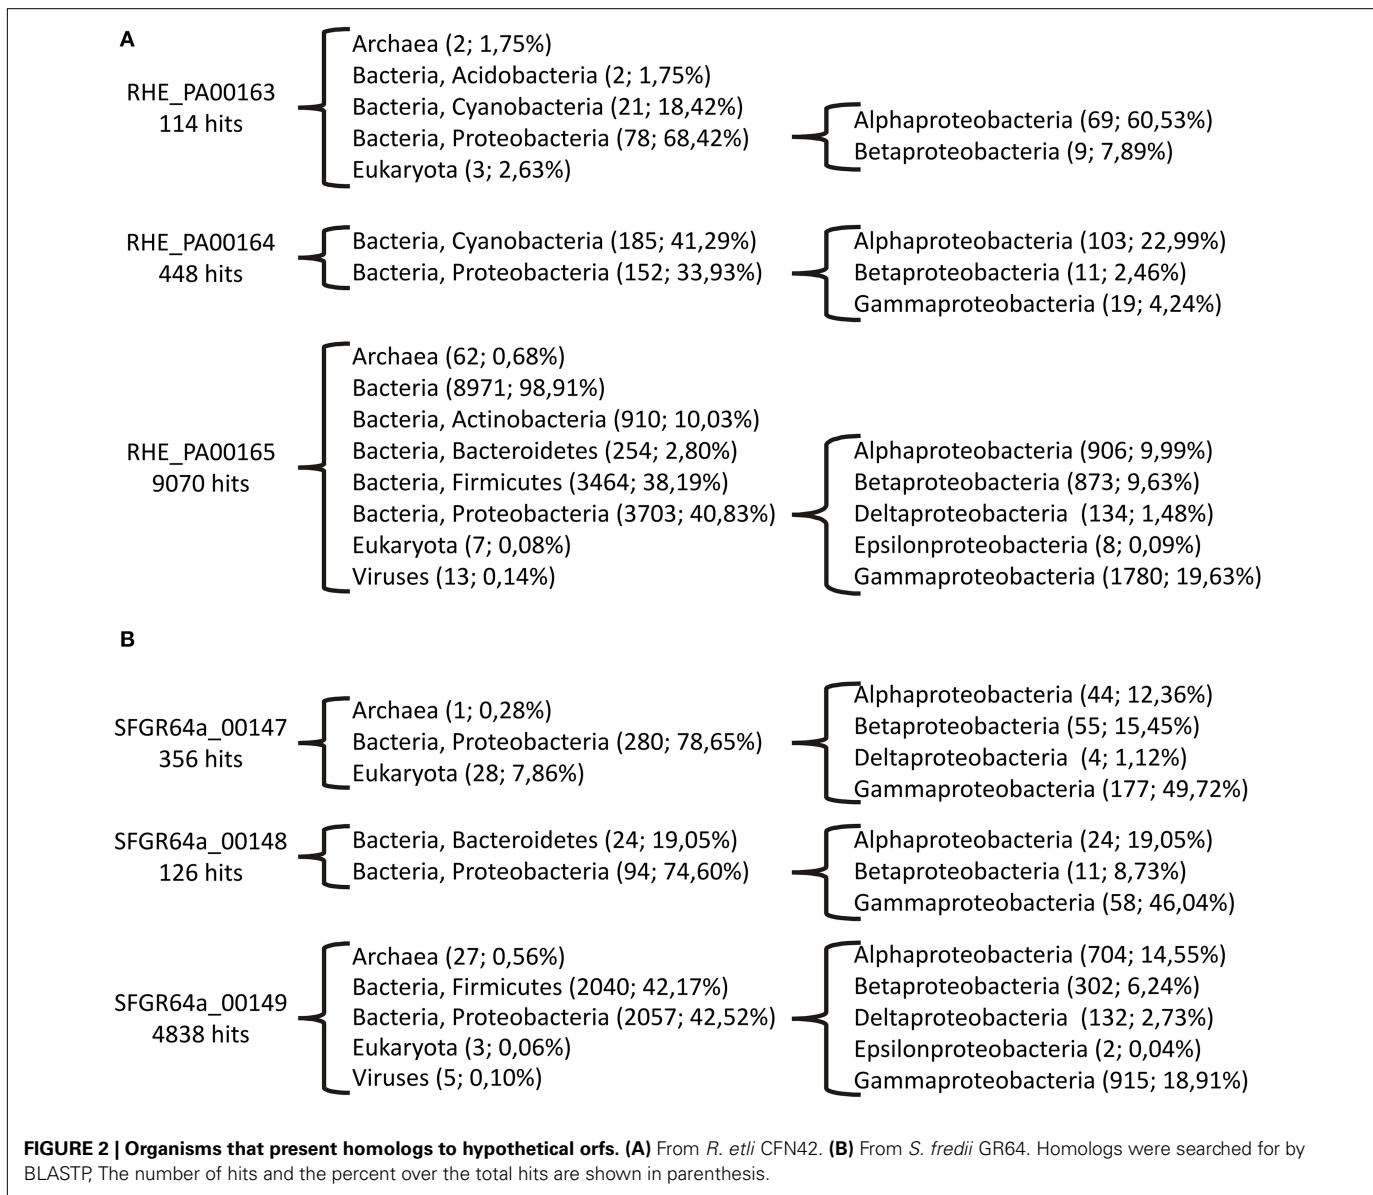 A
RHE_PA00163
114 hits
Archaea (2; 1,75%)
Bacteria, Acidobacteria (2; 1,75%)
Bacteria, Cyanobacteria (21; 18,42%)
Bacteria, Proteobacteria (78; 68,42%)
Eukaryota (3; 2,63%)
Alphaproteobacteria (69; 60,53%)
Betaproteobacteria (9; 7,89%)
RHE_PA00164
448 hits
Bacteria, Cyanobacteria (185; 41,29%)
Bacteria, Proteobacteria (152; 33,93%)
Alphaproteobacteria (103; 22,99%)
Betaproteobacteria (11; 2,46%)
Gammaproteobacteria (19; 4,24%)
RHE_PA00165
9070 hits
Archaea (62; 0,68%)
Bacteria (8971; 98,91%)
Bacteria, Actinobacteria (910; 10,03%)
Bacteria, Bacteroidetes (254; 2,80%)
Bacteria, Firmicutes (3464; 38,19%)
Bacteria, Proteobacteria (3703; 40,83%)
Eukaryota (7; 0,08%)
Viruses (13; 0,14%)
Alphaproteobacteria (906; 9,99%)
Betaproteobacteria (873; 9,63%)
Deltaproteobacteria (134; 1,48%)
Epsilonproteobacteria (8; 0,09%)
Gammaproteobacteria (1780; 19,63%)
B
SFGR64a_00147
356 hits
Archaea (1; 0,28%)
Bacteria, Proteobacteria (280; 78,65%)
Eukaryota (28; 7,86%)
Alphaproteobacteria (44; 12,36%)
Betaproteobacteria (55; 15,45%)
Deltaproteobacteria (4; 1,12%)
Gammaproteobacteria (177; 49,72%)
SFGR64a_00148
126 hits
Bacteria, Bacteroidetes (24; 19,05%)
Bacteria, Proteobacteria (94; 74,60%)
Alphaproteobacteria (24; 19,05%)
Betaproteobacteria (11; 8,73%)
Gammaproteobacteria (58; 46,04%)
SFGR64a_00149
4838 hits
Archaea (27; 0,56%)
Bacteria, Firmicutes (2040; 42,17%)
Bacteria, Proteobacteria (2057; 42,52%)
Eukaryota (3; 0,06%)
Viruses (5; 0,10%)
Alphaproteobacteria (704; 14,55%)
Betaproteobacteria (302; 6,24%)
Deltaproteobacteria (132; 2,73%)
Epsilonproteobacteria (2; 0,04%)
Gammaproteobacteria (915; 18,91%)
FIGURE 2 | Organisms that present homologs to hypothetical orfs. (A) From R. etli CFN42. (B) From S. fredii GR64. Homologs were searched for by
BLASTP, The number of hits and the percent over the total hits are shown in parenthesis.